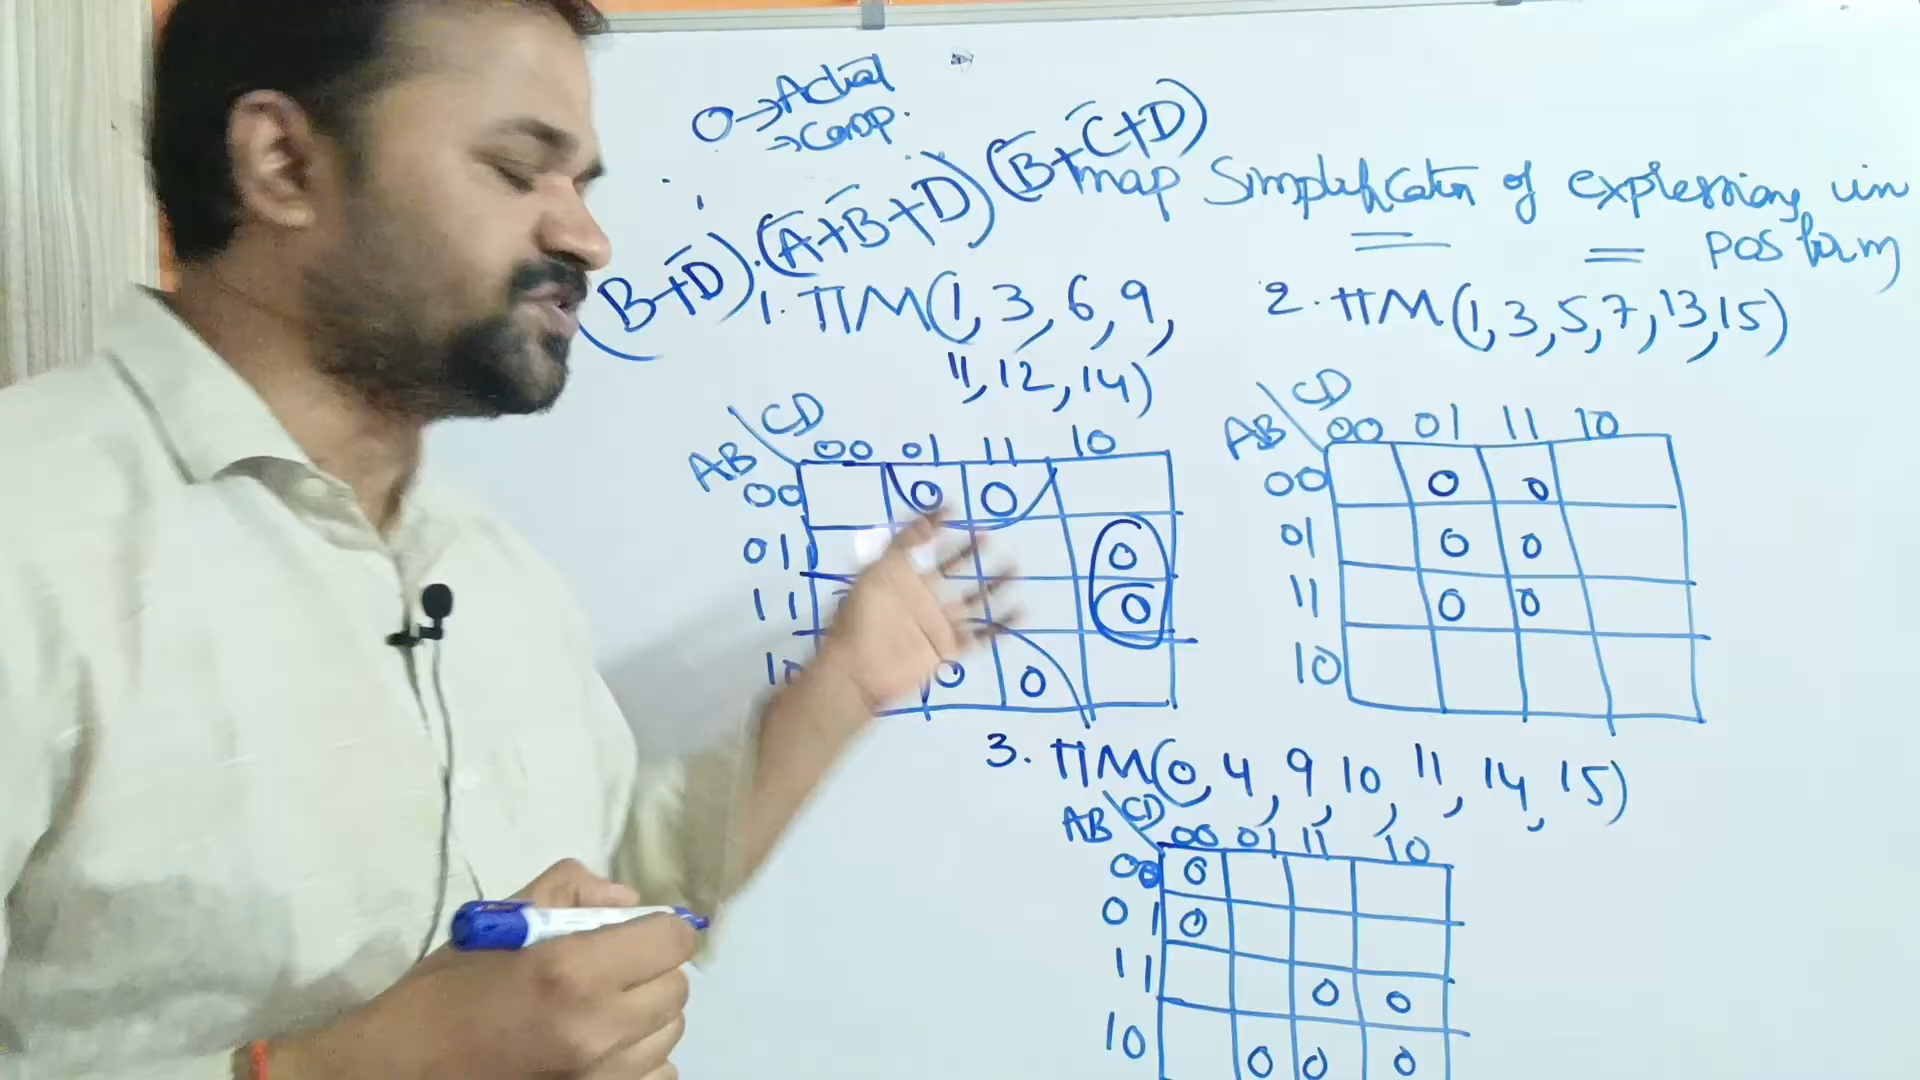 0→Actual
→Comp.
(B+D̅).(A̅+B̅+D)(B̅+C̅+D)
map Simplification of expressions in
POS form
1. ΠM(1, 3, 6, 9,
11, 12, 14)
CD
AB 00 01 11 10
00 0 0
01 0
11 0
10 0 0
2. ΠM(1, 3, 5, 7, 13, 15)
CD
AB 00 01 11 10
00 0 0
01 0 0
11 0 0
10
3. ΠM(0, 4, 9, 10, 11, 14, 15)
AB CD
00 01 11 10
00 0
01 0
11 0 0
10 0 0 0